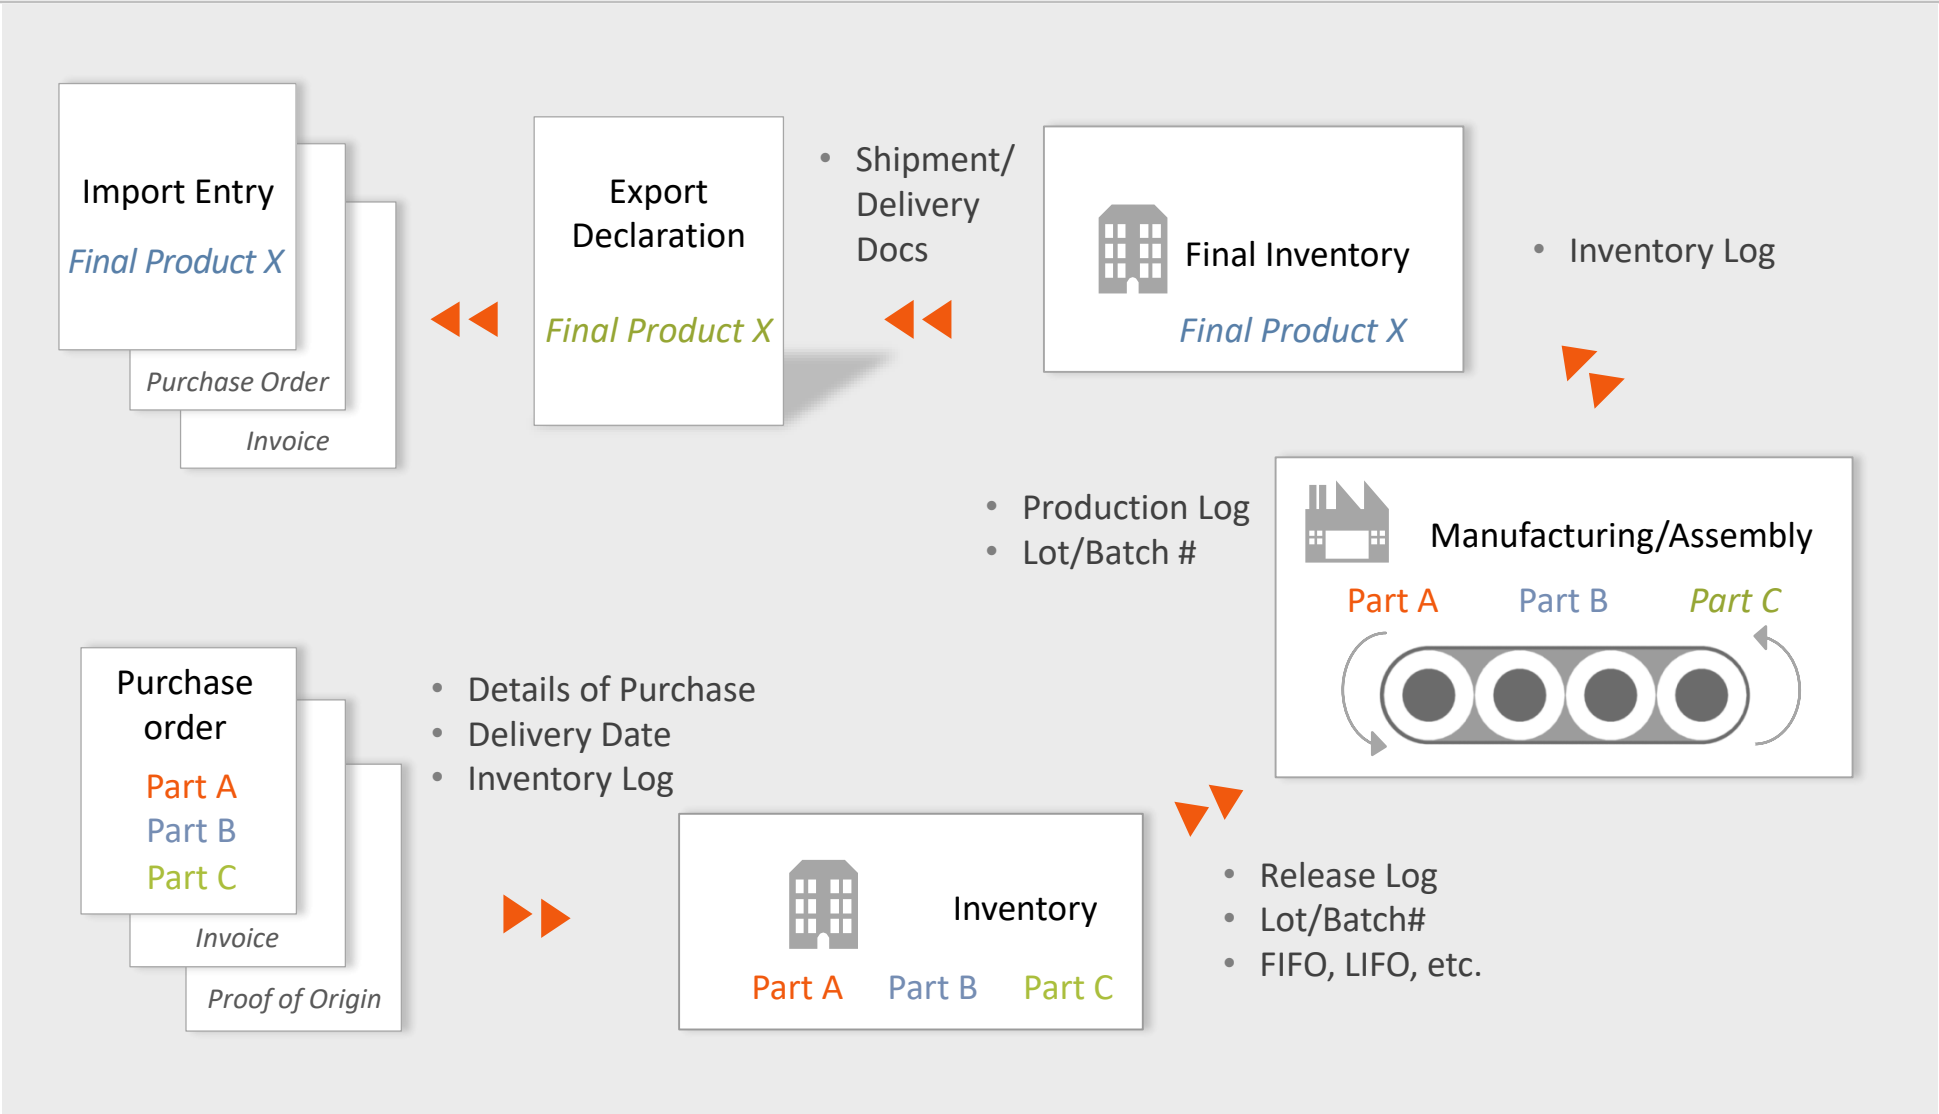 Import Entry
Final Product X
Purchase Order
Invoice
Export
Declaration
Final Product X
• Shipment/
Delivery
Docs
Final Inventory
Final Product X
• Inventory Log
• Production Log
• Lot/Batch #
Manufacturing/Assembly
Part A Part B Part C
Purchase
order
Part A
Part B
Part C
Invoice
Proof of Origin
• Details of Purchase
• Delivery Date
• Inventory Log
Inventory
Part A Part B Part C
• Release Log
• Lot/Batch#
• FIFO, LIFO, etc.